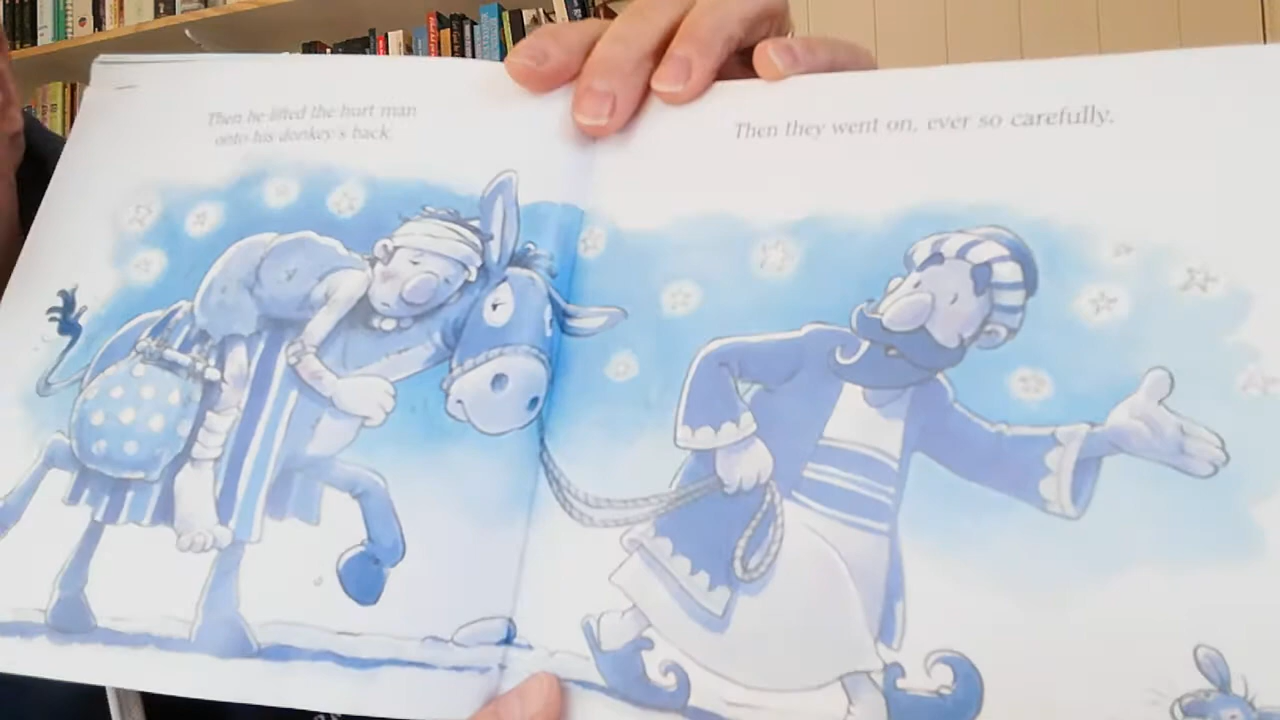 Then he lifted the hurt man
onto his donkey's back.
Then they went on, ever so carefully.